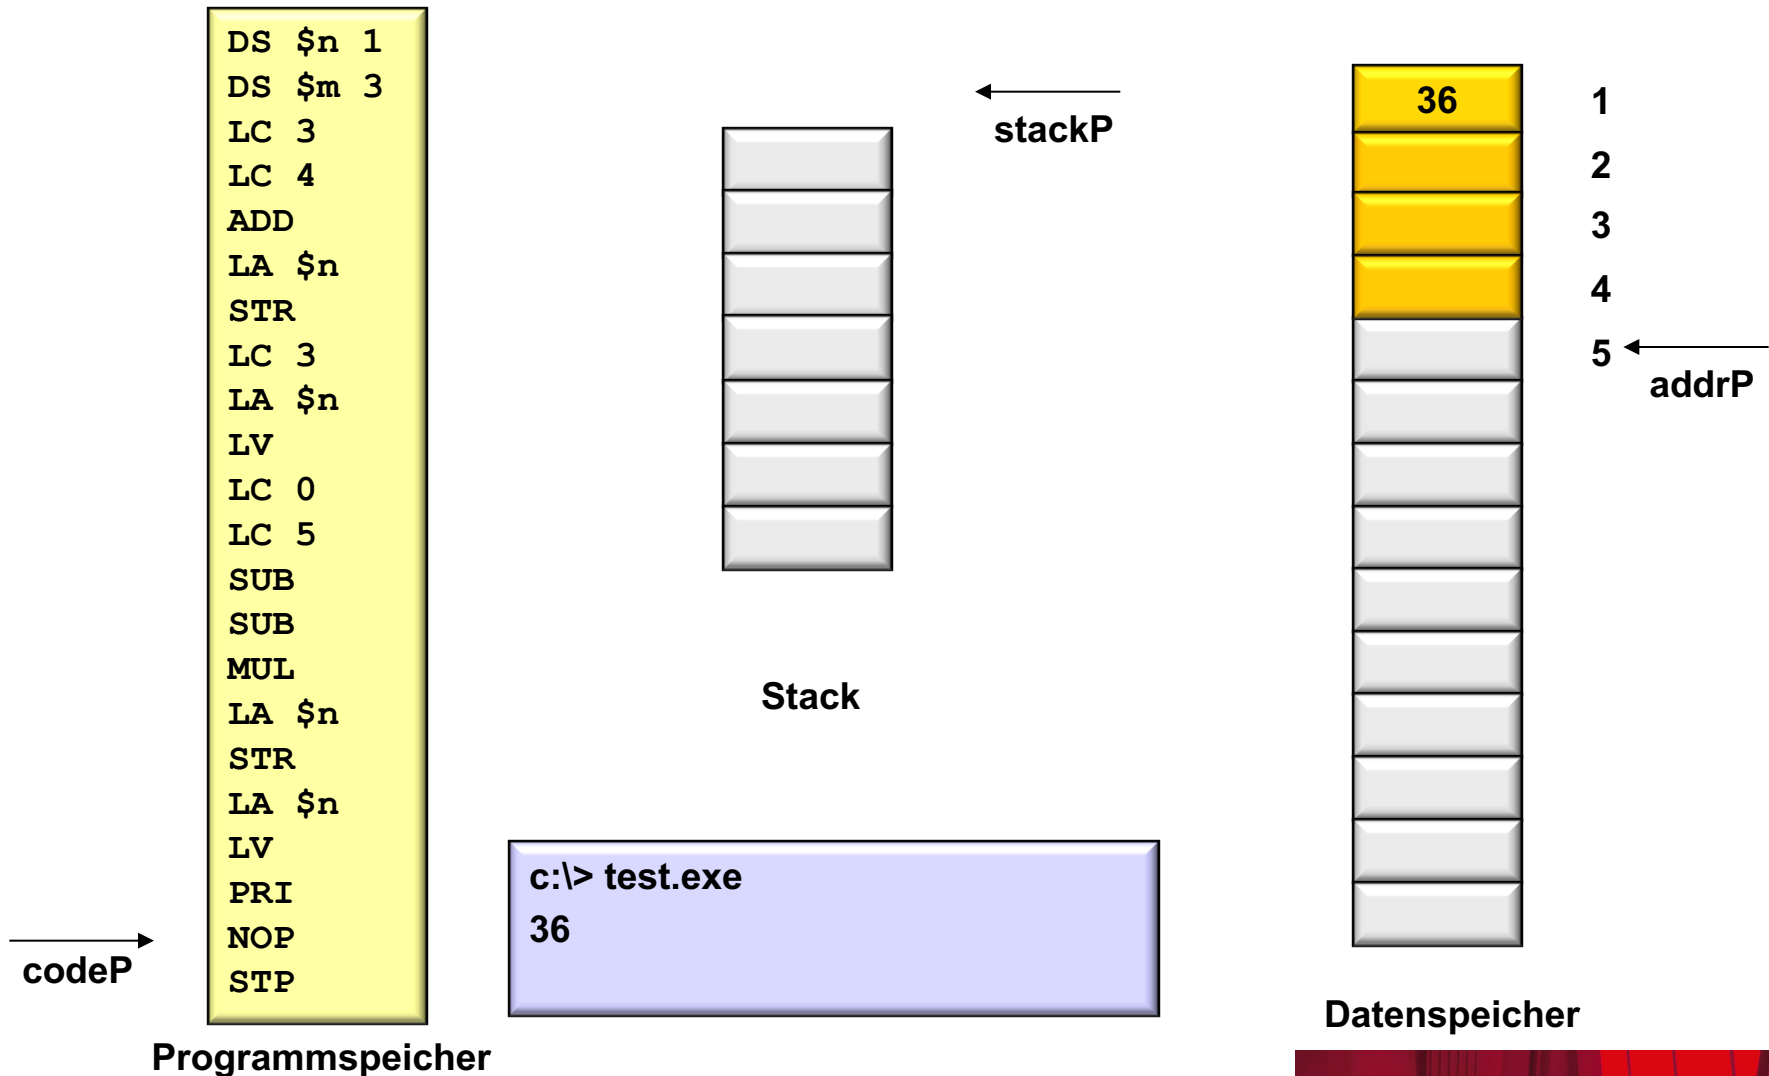 DS $n 1
DS $m 3
LC 3
LC 4
ADD
LA $n
STR
LC 3
LA $n
LV
LC 0
LC 5
SUB
SUB
MUL
LA $n
STR
LA $n
LV
PRI
NOP
STP
codeP
Programmspeicher
stackP
Stack
c:\> test.exe
36
36
1
2
3
4
5
addrP
Datenspeicher